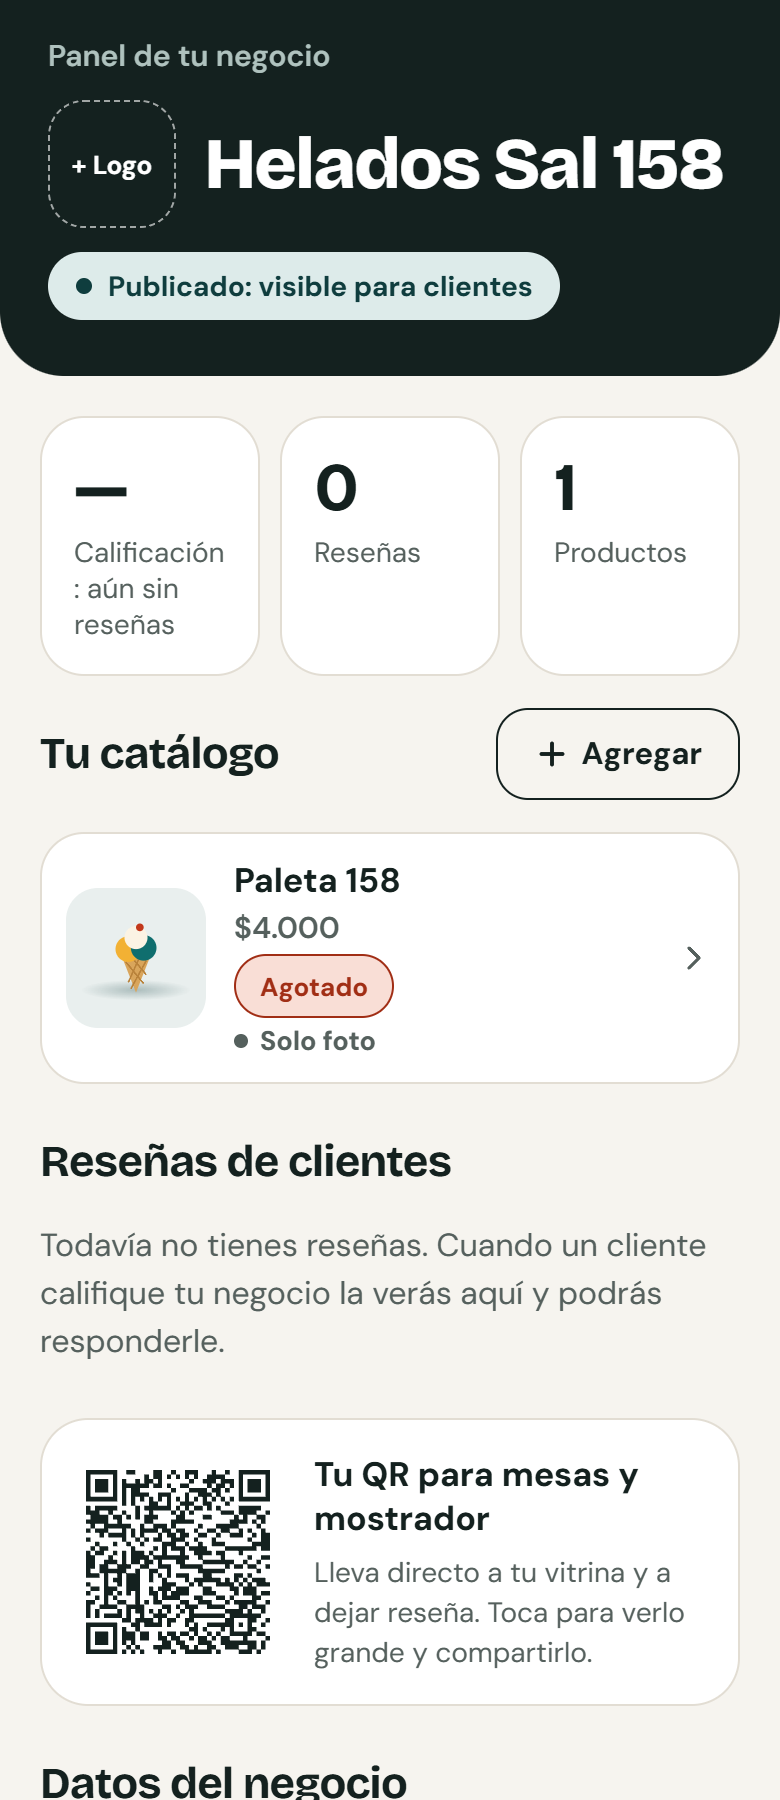 Panel de tu negocio
+ Logo
Helados Sal 158
Publicado: visible para clientes
—
Calificación
: aún sin
reseñas
0
Reseñas
1
Productos
Tu catálogo
+ Agregar
Paleta 158
$4.000
Agotado
Solo foto
Reseñas de clientes
Todavía no tienes reseñas. Cuando un cliente
califique tu negocio la verás aquí y podrás
responderle.
Tu QR para mesas y
mostrador
Lleva directo a tu vitrina y a
dejar reseña. Toca para verlo
grande y compartirlo.
Datos del negocio